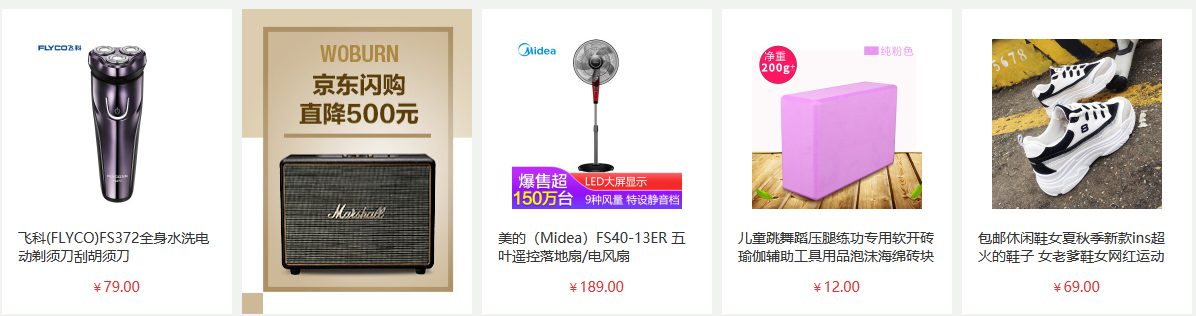 FLYCO飞科
飞科(FLYCO)FS372全身水洗电
动剃须刀刮胡须刀
￥79.00
WOBURN
京东闪购
直降500元
Marshall
Midea
爆售超
150万台
LED大屏显示
9种风量 特设静音档
美的（Midea）FS40-13ER 五
叶遥控落地扇/电风扇
￥189.00
净重
200g+
纯粉色
儿童跳舞蹈压腿练功专用软开砖
瑜伽辅助工具用品泡沫海绵砖块
￥12.00
5678
8
包邮休闲鞋女夏秋季新款ins超
火的鞋子 女老爹鞋女网红运动
￥69.00